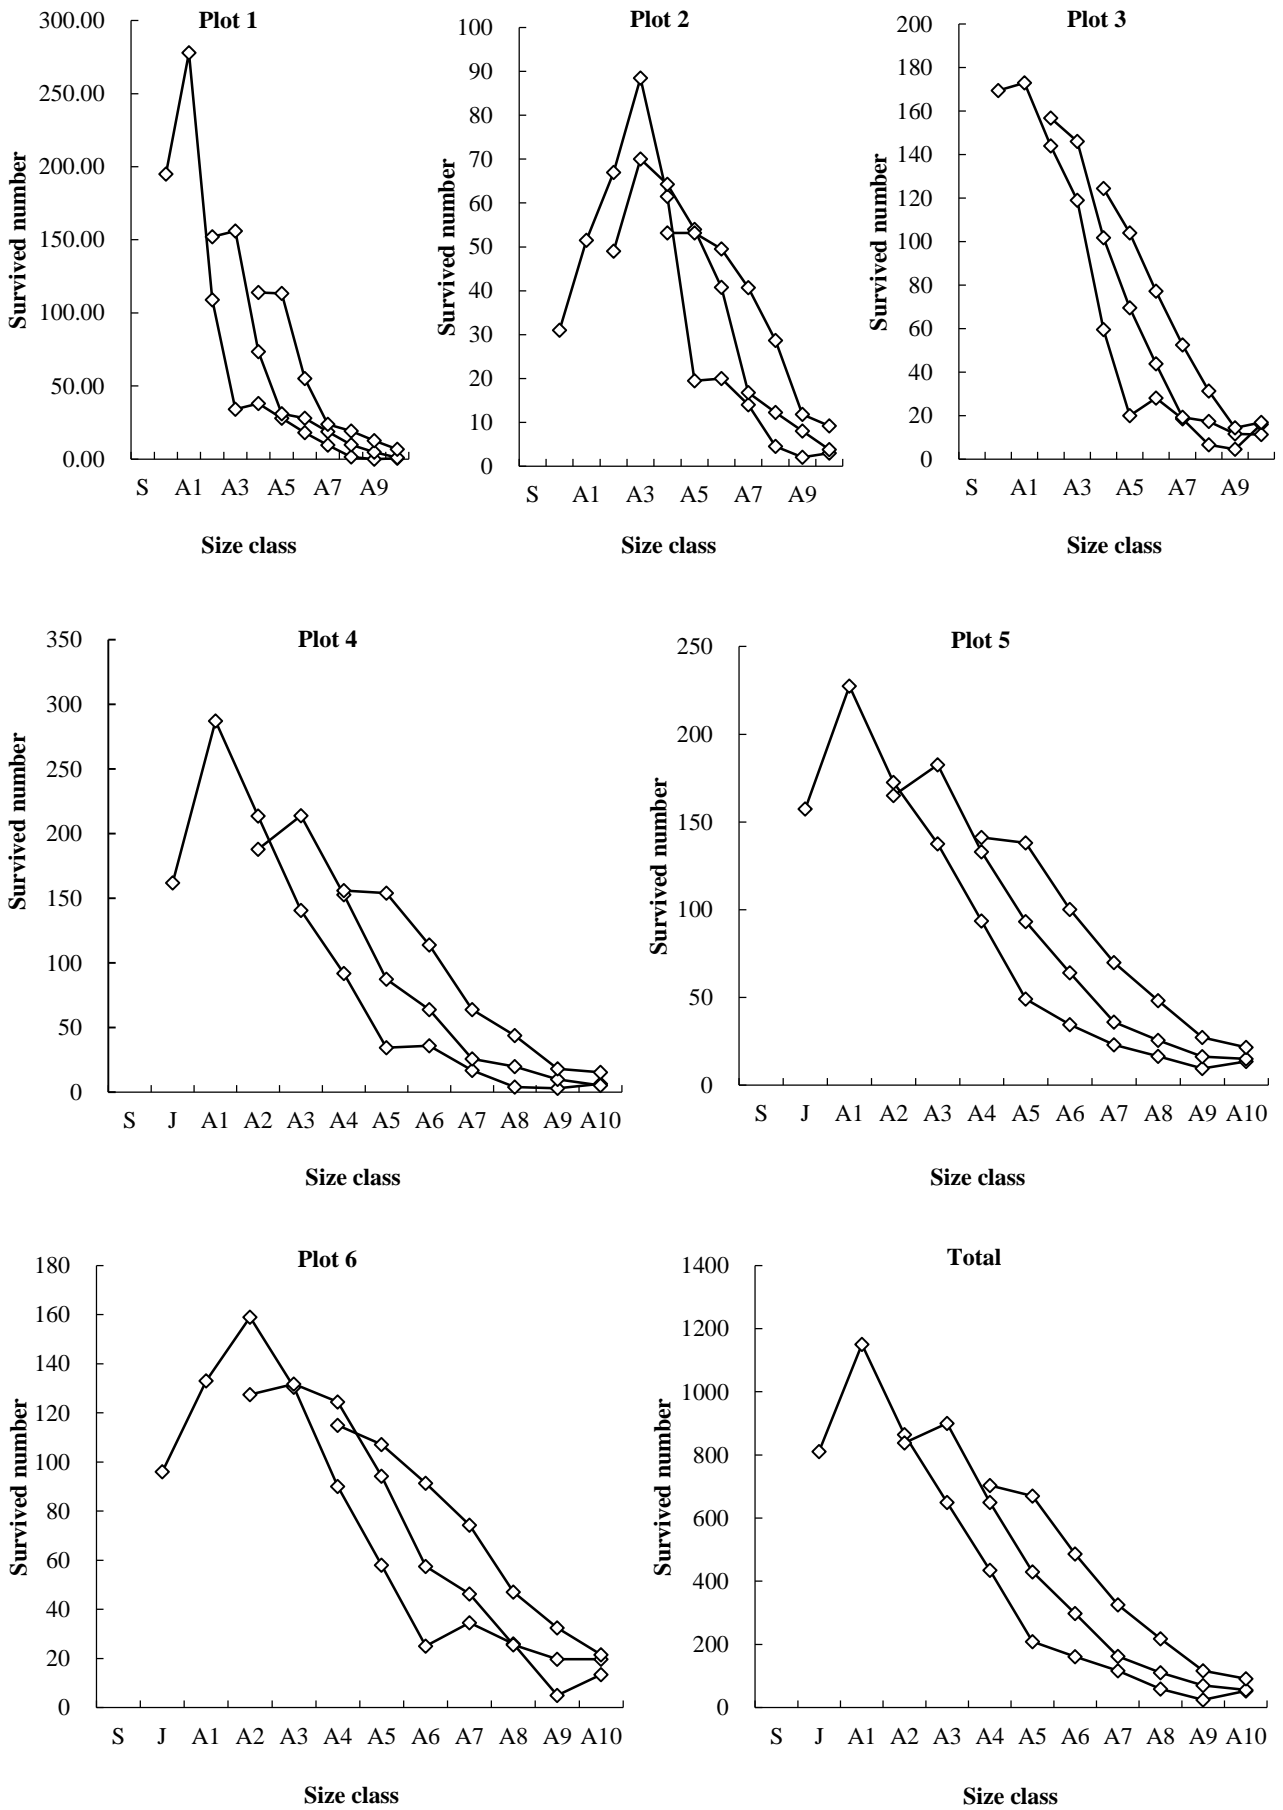 Plot 1
300.00
250.00
200.00
150.00
100.00
50.00
0.00
Survived number
S A1 A3 A5 A7 A9
Size class
Plot 2
100
90
80
70
60
50
40
30
20
10
0
Survived number
S A1 A3 A5 A7 A9
Size class
Plot 3
200
180
160
140
120
100
80
60
40
20
0
Survived number
S A1 A3 A5 A7 A9
Size class
Plot 4
350
300
250
200
150
100
50
0
Survived number
S J A1 A2 A3 A4 A5 A6 A7 A8 A9 A10
Size class
Plot 5
250
200
150
100
50
0
Survived number
S J A1 A2 A3 A4 A5 A6 A7 A8 A9 A10
Size class
Plot 6
180
160
140
120
100
80
60
40
20
0
Survived number
S J A1 A2 A3 A4 A5 A6 A7 A8 A9 A10
Size class
Total
1400
1200
1000
800
600
400
200
0
Survived number
S J A1 A2 A3 A4 A5 A6 A7 A8 A9 A10
Size class